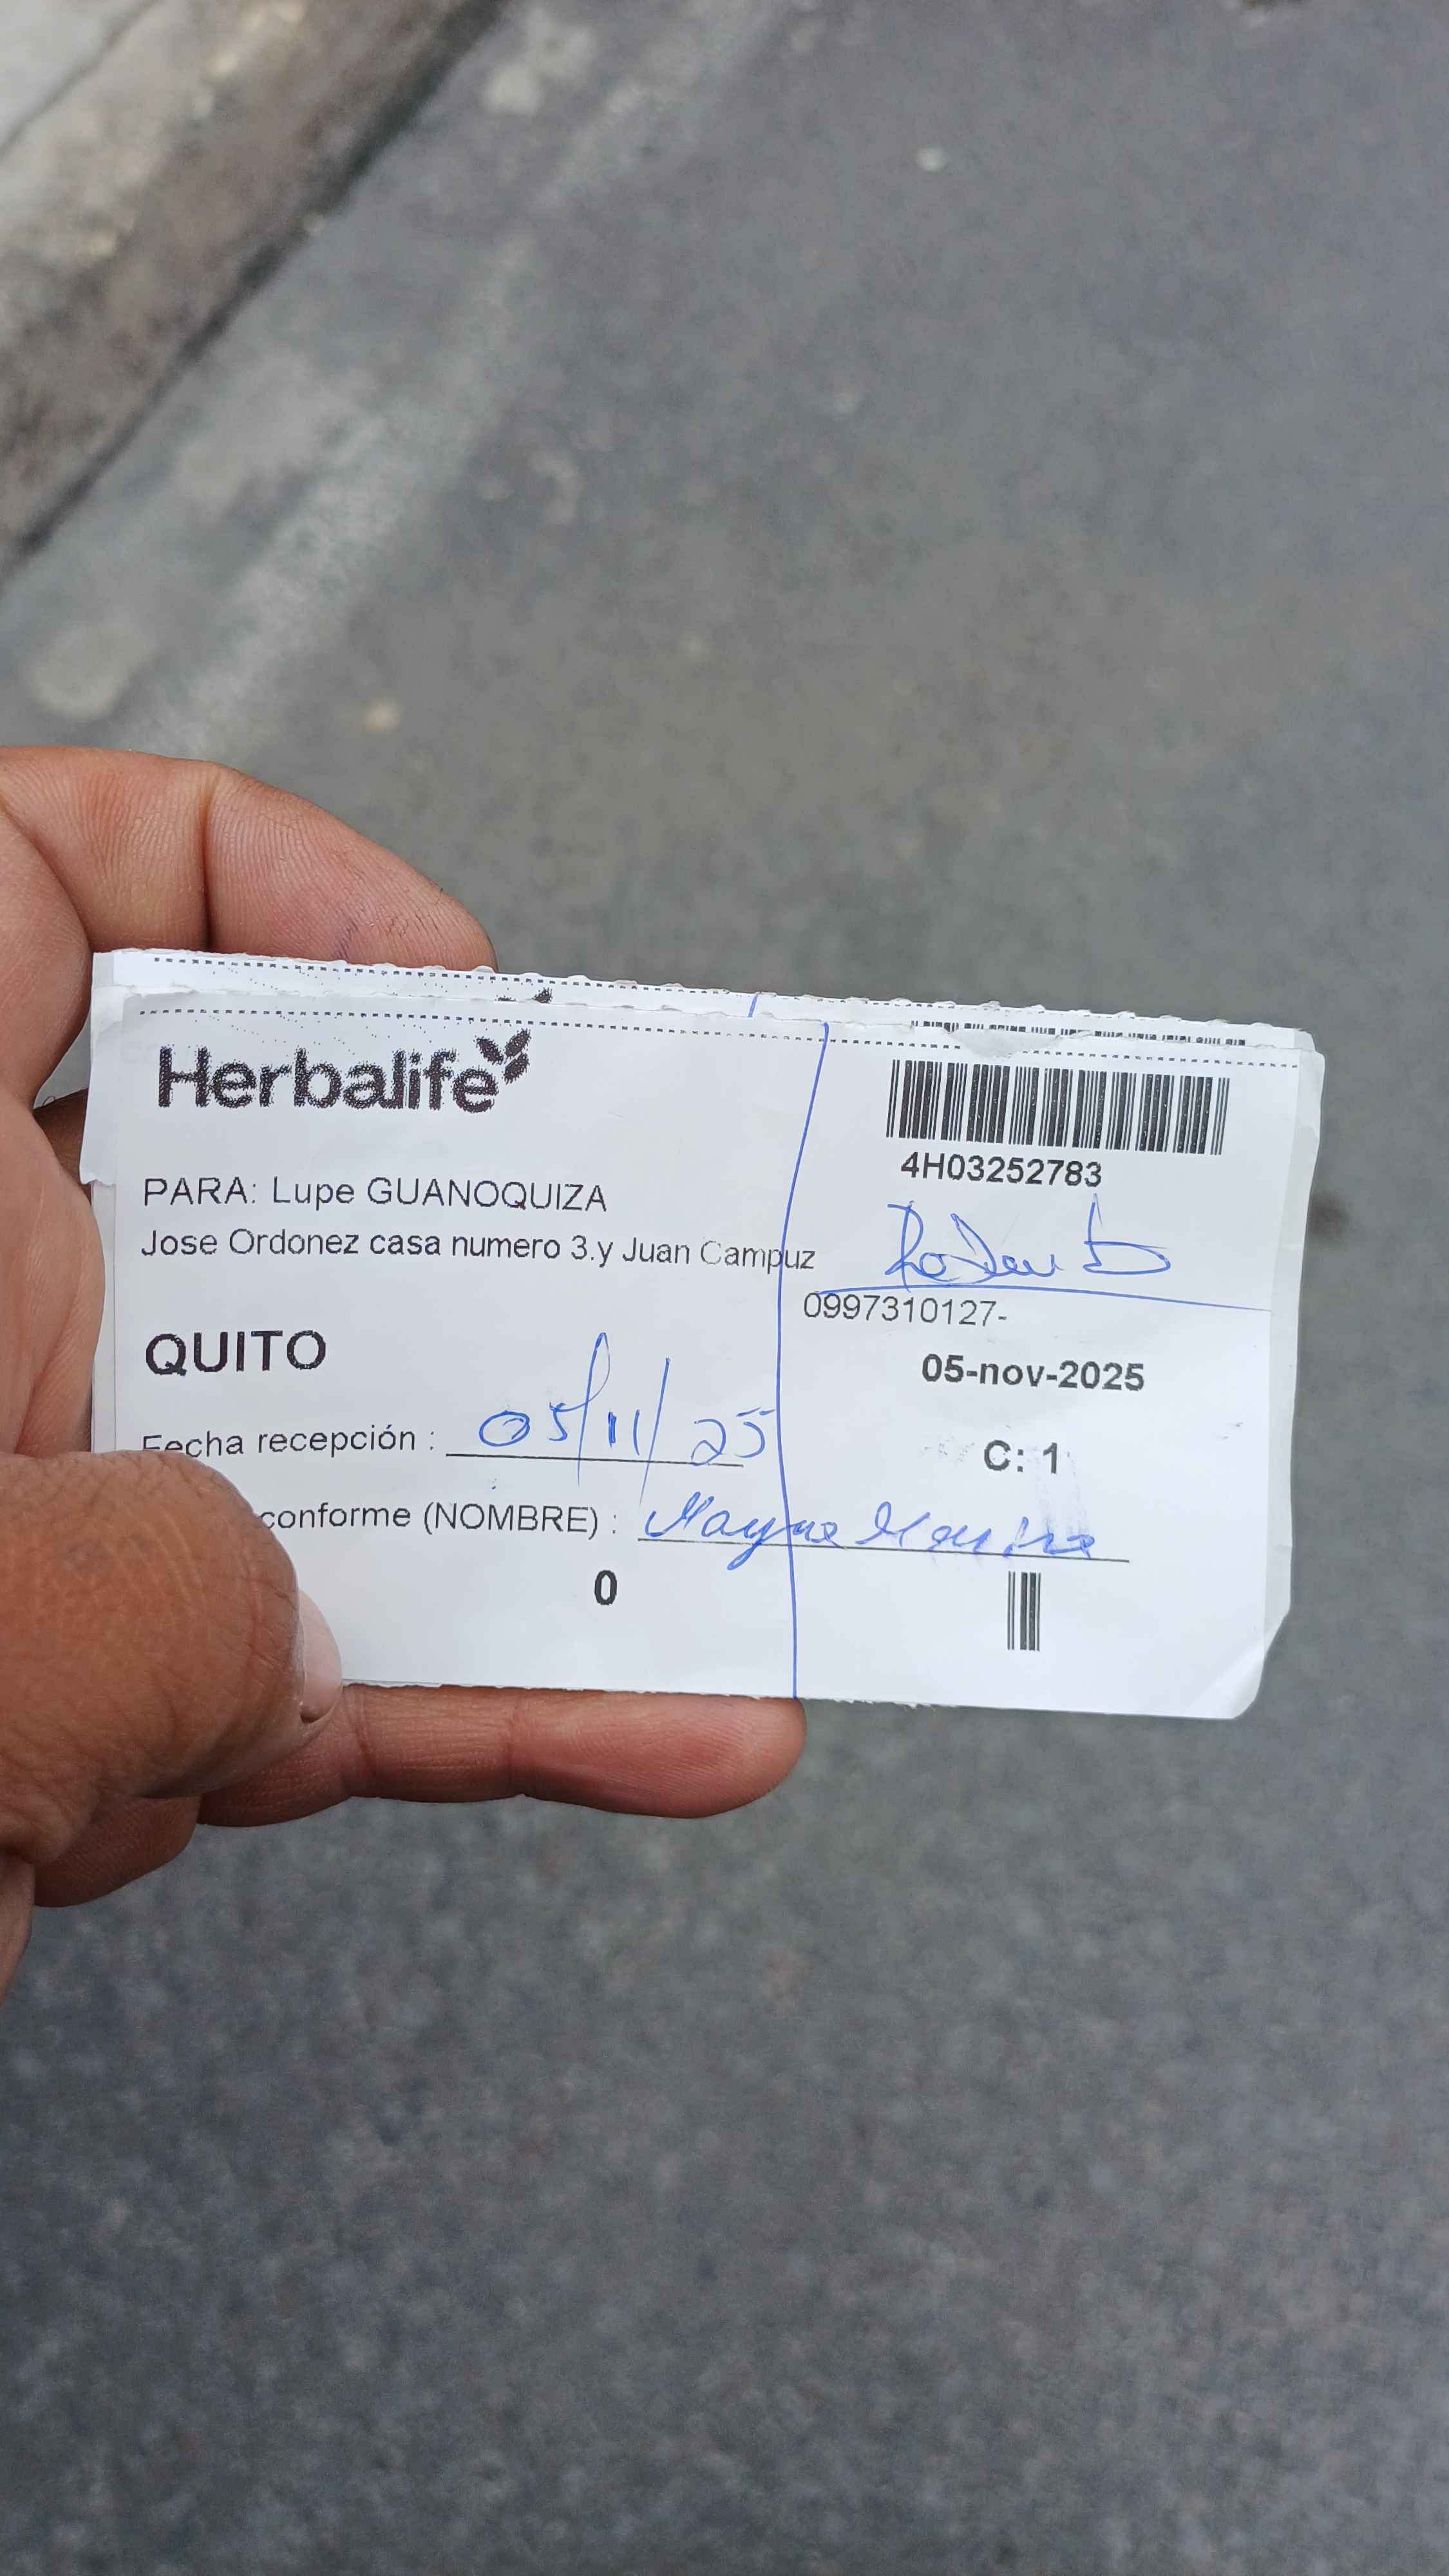 Herbalife
4H03252783
PARA: Lupe GUANOQUIZA
Jose Ordonez casa numero 3.y Juan Campuz
0997310127-
QUITO
05-nov-2025
Fecha recepción : 05/11/25
C: 1
conforme (NOMBRE) :
0